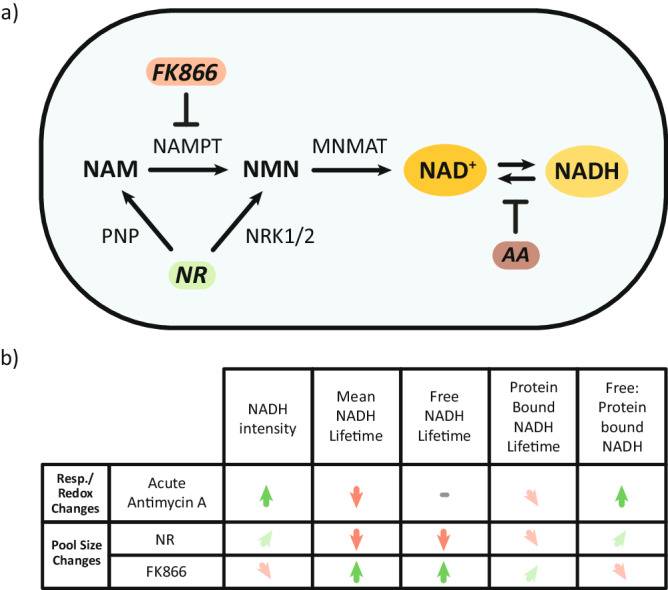 a)
FK866
NAMPT
MNMAT
NAM
NMN
NAD+
NADH
PNP
NRK1/2
NR
AA
b)
NADH
intensity
Mean
NADH
Lifetime
Free
NADH
Lifetime
Protein
Bound
NADH
Lifetime
Free:
Protein
bound
NADH
Resp./
Redox
Changes
Acute
Antimycin A
-
Pool Size
Changes
NR
FK866